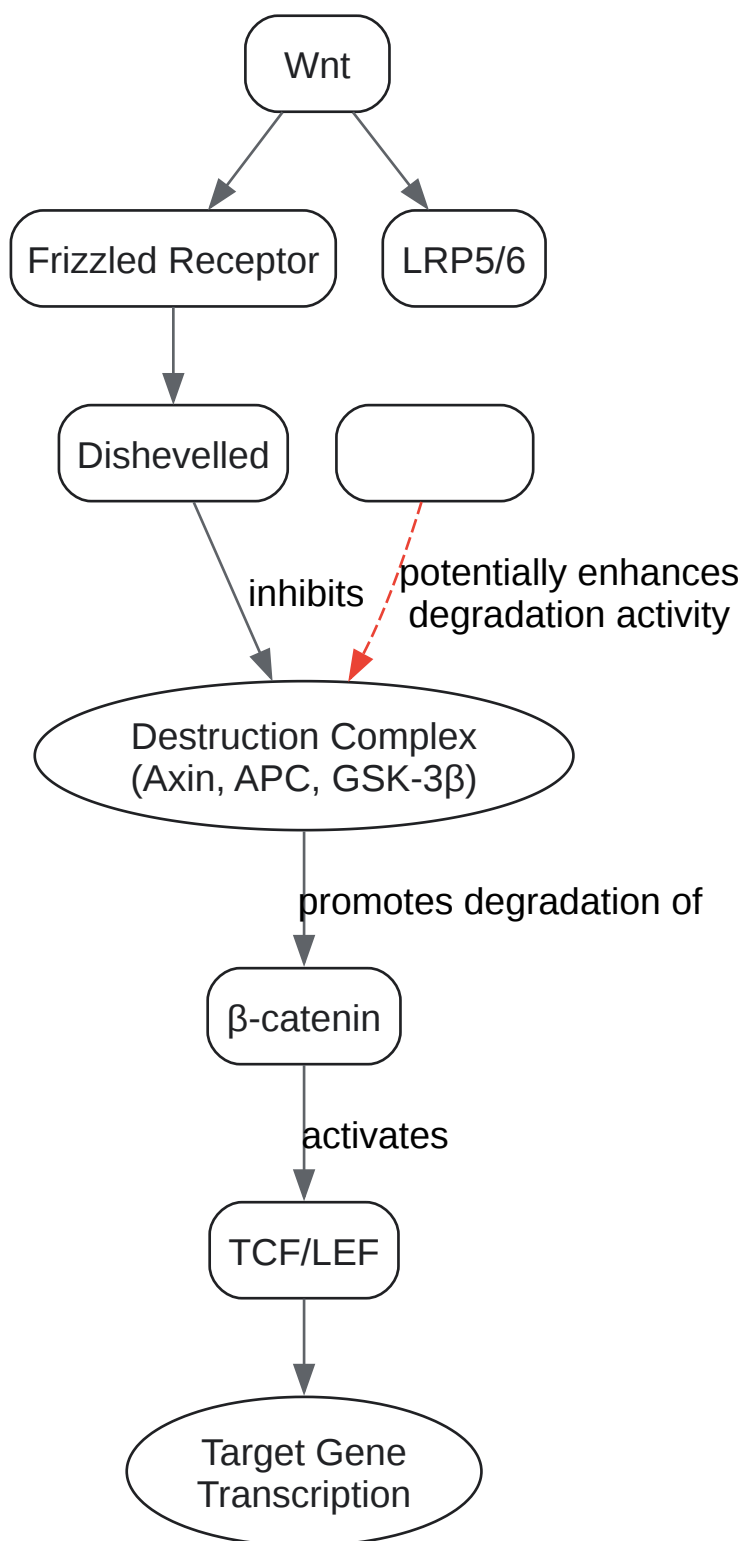 Wnt
Frizzled Receptor
LRP5/6
Dishevelled
inhibits
potentially enhances
degradation activity
Destruction Complex
(Axin, APC, GSK-3β)
promotes degradation of
β-catenin
activates
TCF/LEF
Target Gene
Transcription